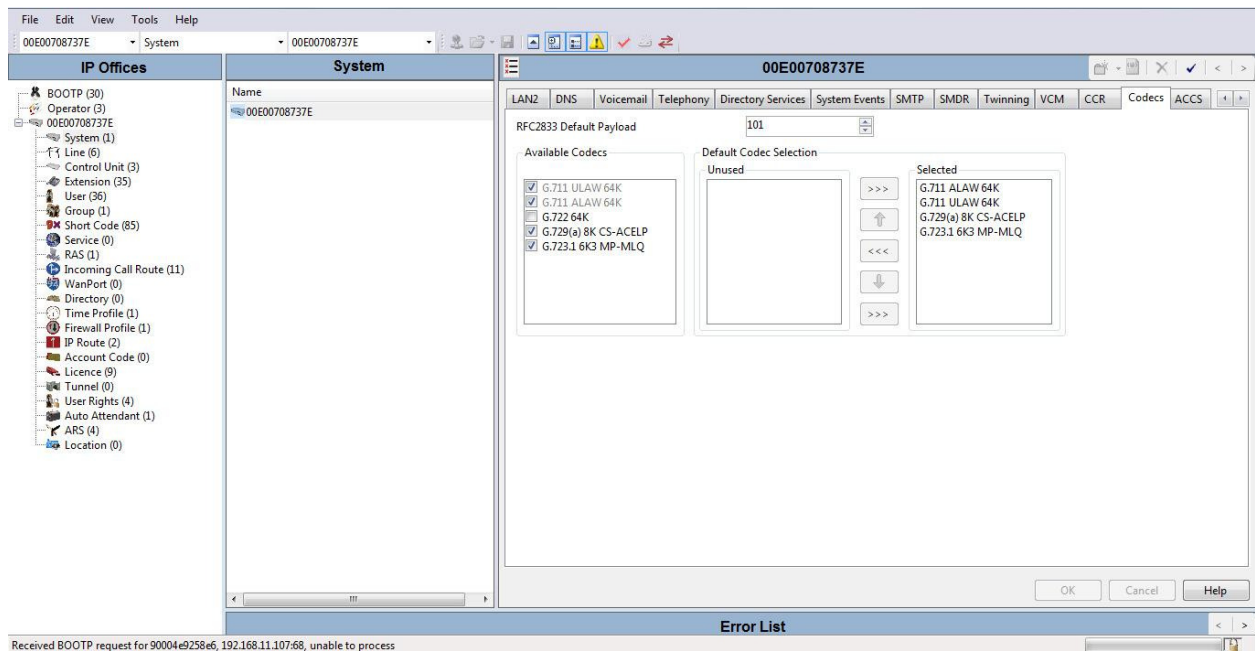 File Edit View Tools Help
00E00708737E System 00E00708737E
IP Offices
BOOTP (30)
Operator (3)
00E00708737E
System (1)
Line (6)
Control Unit (3)
Extension (35)
User (36)
Group (1)
Short Code (85)
Service (0)
RAS (1)
Incoming Call Route (11)
WanPort (0)
Directory (0)
Time Profile (1)
Firewall Profile (1)
IP Route (2)
Account Code (0)
Licence (9)
Tunnel (0)
User Rights (4)
Auto Attendant (1)
ARS (4)
Location (0)
System
Name
00E00708737E
00E00708737E
LAN2 DNS Voicemail Telephony Directory Services System Events SMTP SMDR Twinning VCM CCR Codecs ACCS
RFC2833 Default Payload 101
Available Codecs
G.711 ULAW 64K
G.711 ALAW 64K
G.722 64K
G.729(a) 8K CS-ACELP
G.723.1 6K3 MP-MLQ
Default Codec Selection
Unused
>>>
<<<
>>>
Selected
G.711 ALAW 64K
G.711 ULAW 64K
G.729(a) 8K CS-ACELP
G.723.1 6K3 MP-MLQ
OK Cancel Help
Error List
Received BOOTP request for 90004e9258e6, 192.168.11.107:68, unable to process